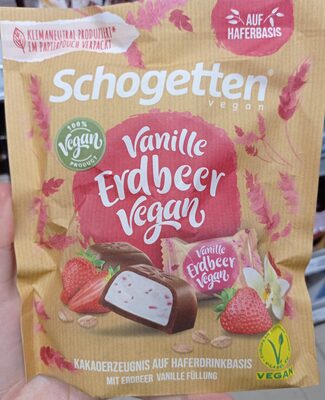 KLIMANEUTRAL PRODUZIERT*
IM PAPIERPOUCH VERPACKT
AUF
HAFERBASIS
Schogetten®
vegan
100%
Vegan
PRODUCT
Vanille
Erdbeer
Vegan
Vanille
Erdbeer
Vegan
KAKAOERZEUGNIS AUF HAFERDRINKBASIS
MIT ERDBEER VANILLE FÜLLUNG
VEGAN